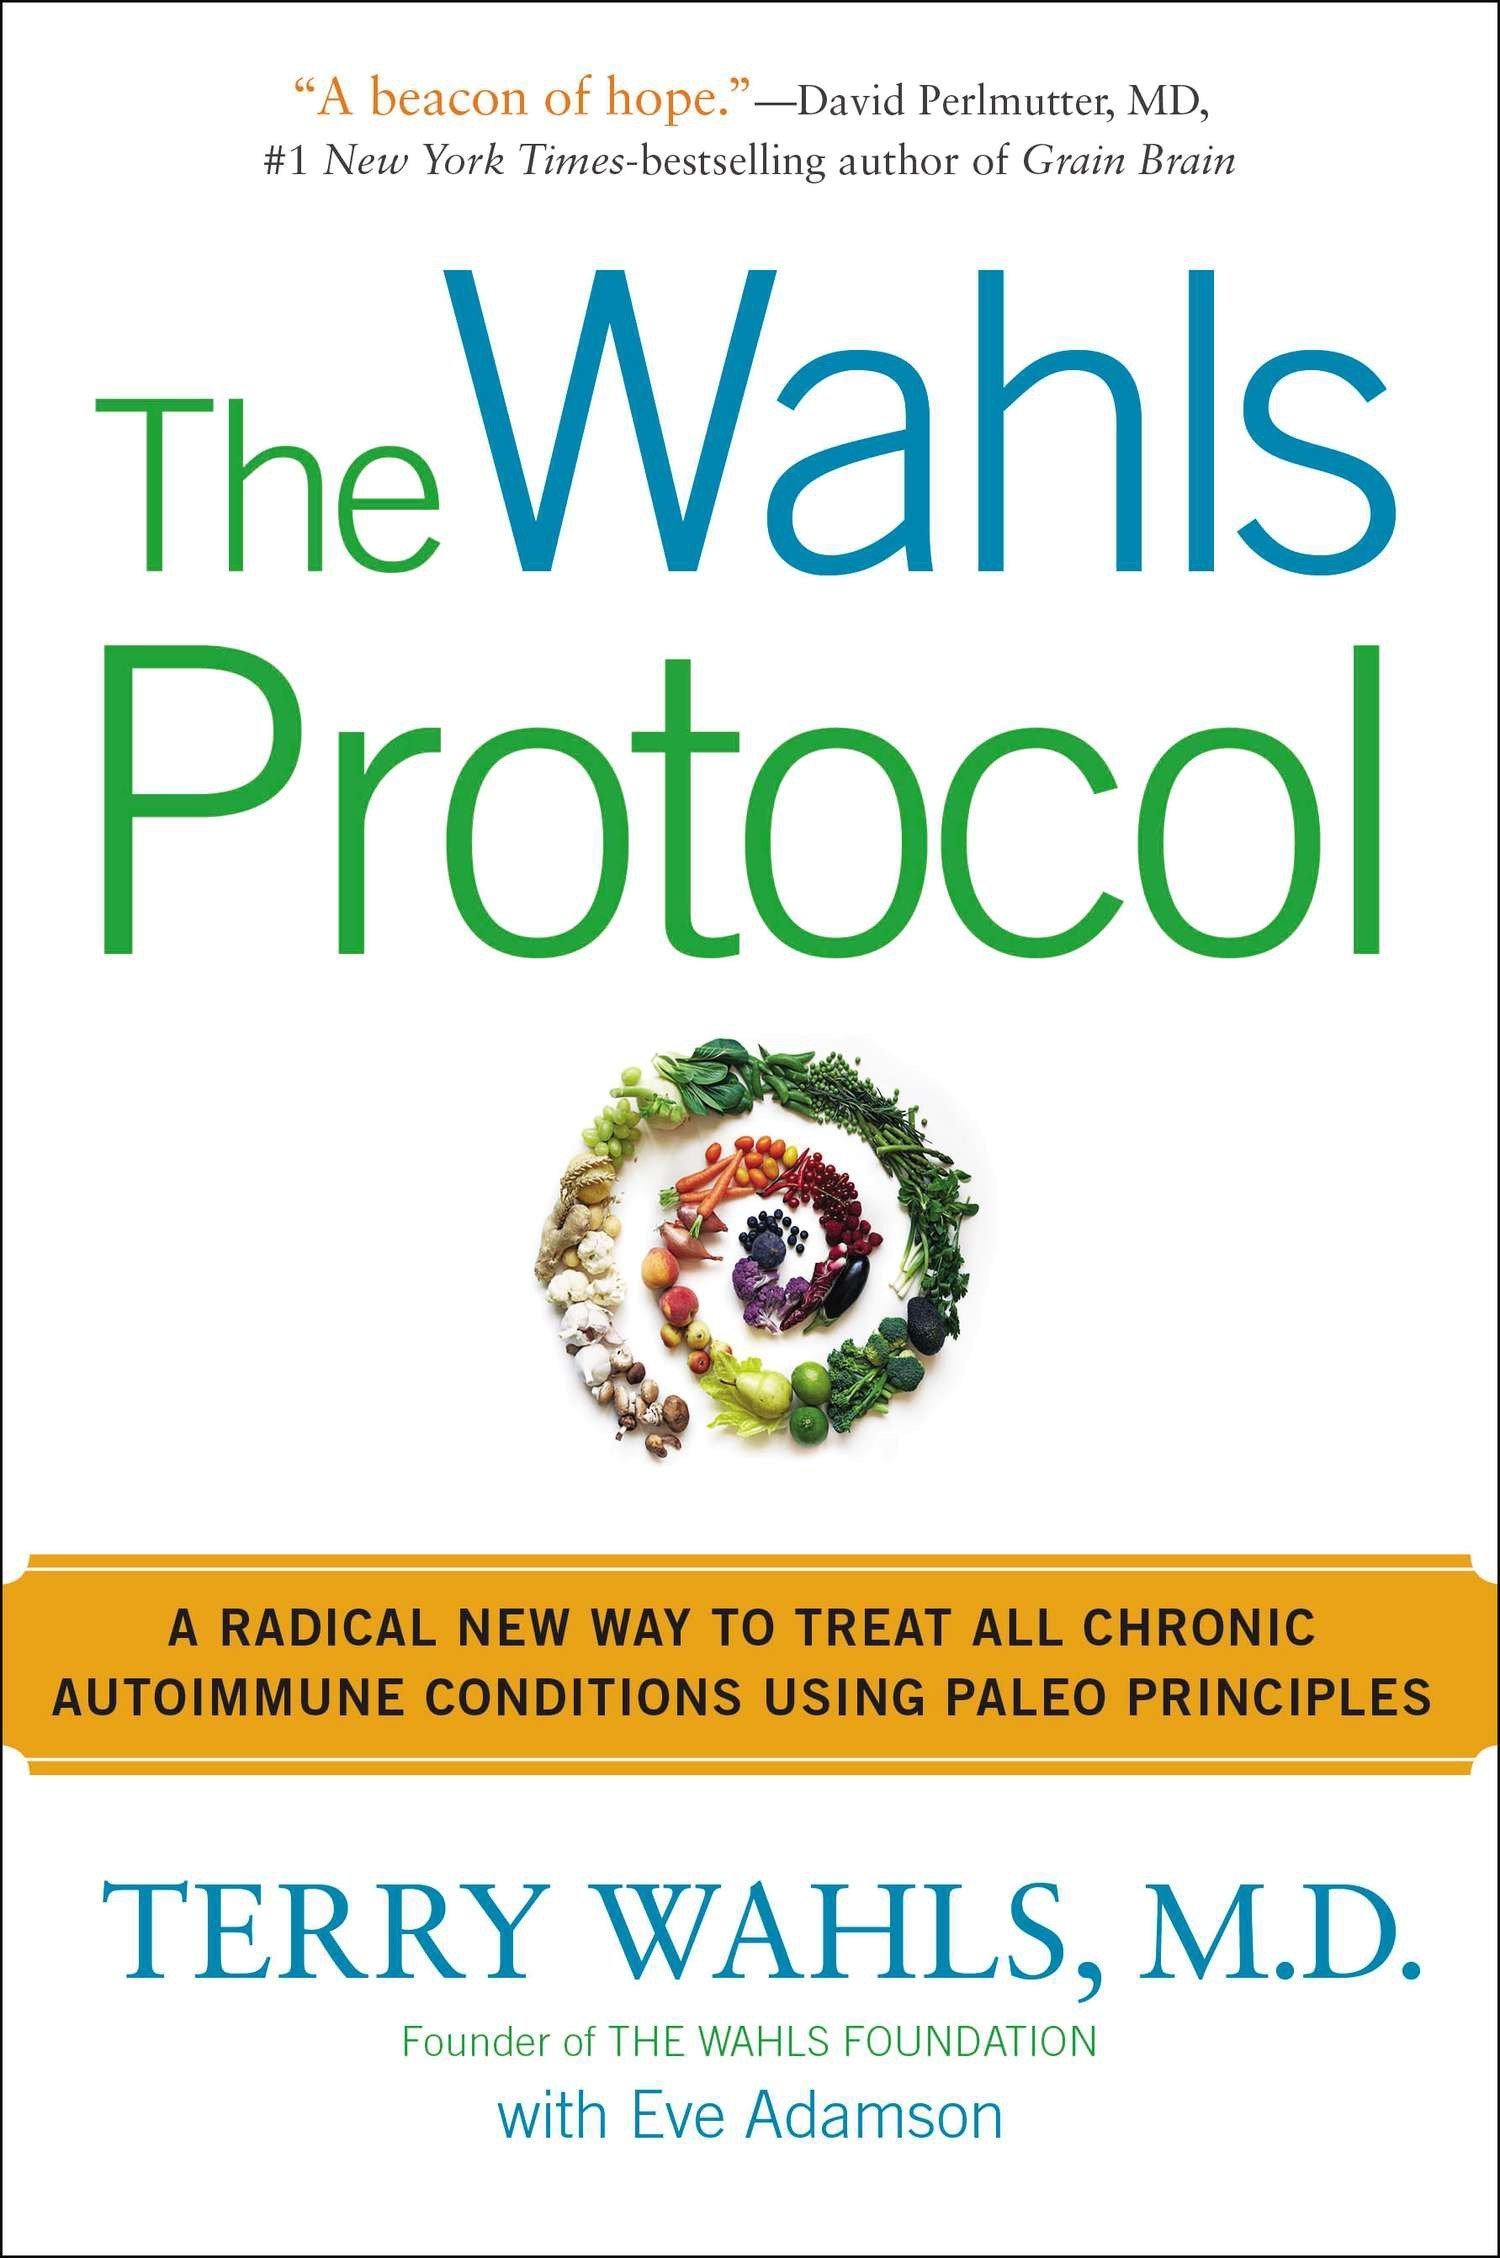 “A beacon of hope.”—David Perlmutter, MD,
#1 New York Times-bestselling author of Grain Brain
The Wahls
Protocol
A RADICAL NEW WAY TO TREAT ALL CHRONIC
AUTOIMMUNE CONDITIONS USING PALEO PRINCIPLES
TERRY WAHLS, M.D.
Founder of THE WAHLS FOUNDATION
with Eve Adamson